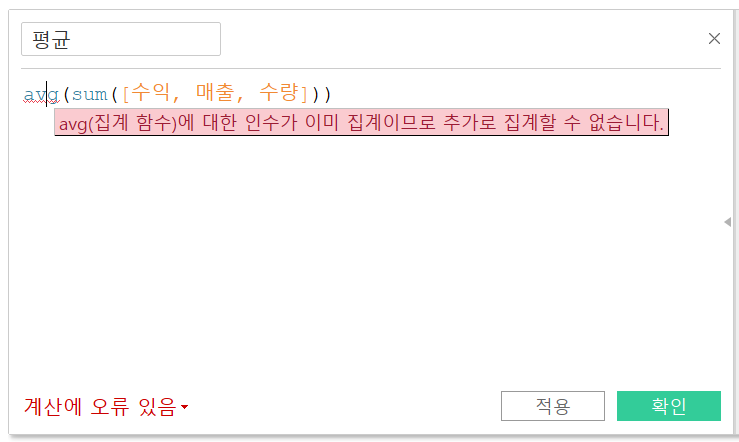 평균
avg(sum([수익, 매출, 수량]))
avg(집계 함수)에 대한 인수가 이미 집계이므로 추가로 집계할 수 없습니다.
계산에 오류 있음
적용
확인